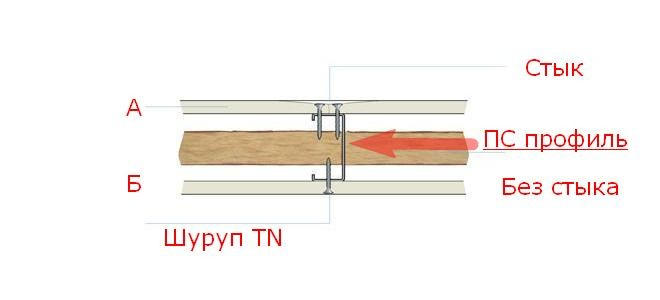 Стык
А
ПС профиль
Б
Без стыка
Шуруп TN